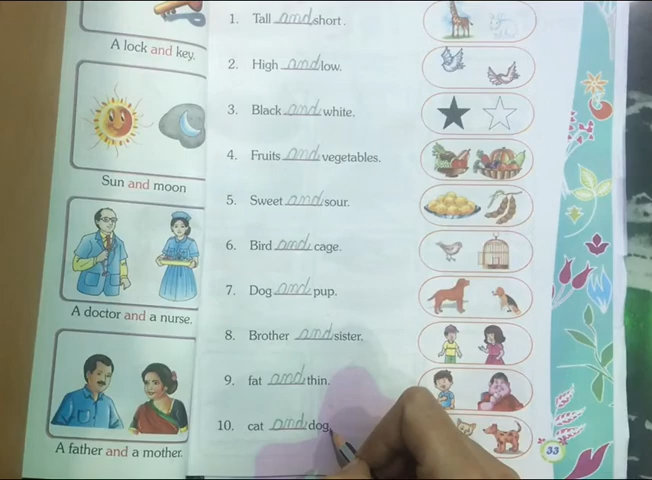 A lock and key.
Sun and moon
A doctor and a nurse.
A father and a mother.
1. Tall and short.
2. High and low.
3. Black and white.
4. Fruits and vegetables.
5. Sweet and sour.
6. Bird and cage.
7. Dog and pup.
8. Brother and sister.
9. fat and thin.
10. cat and dog
33